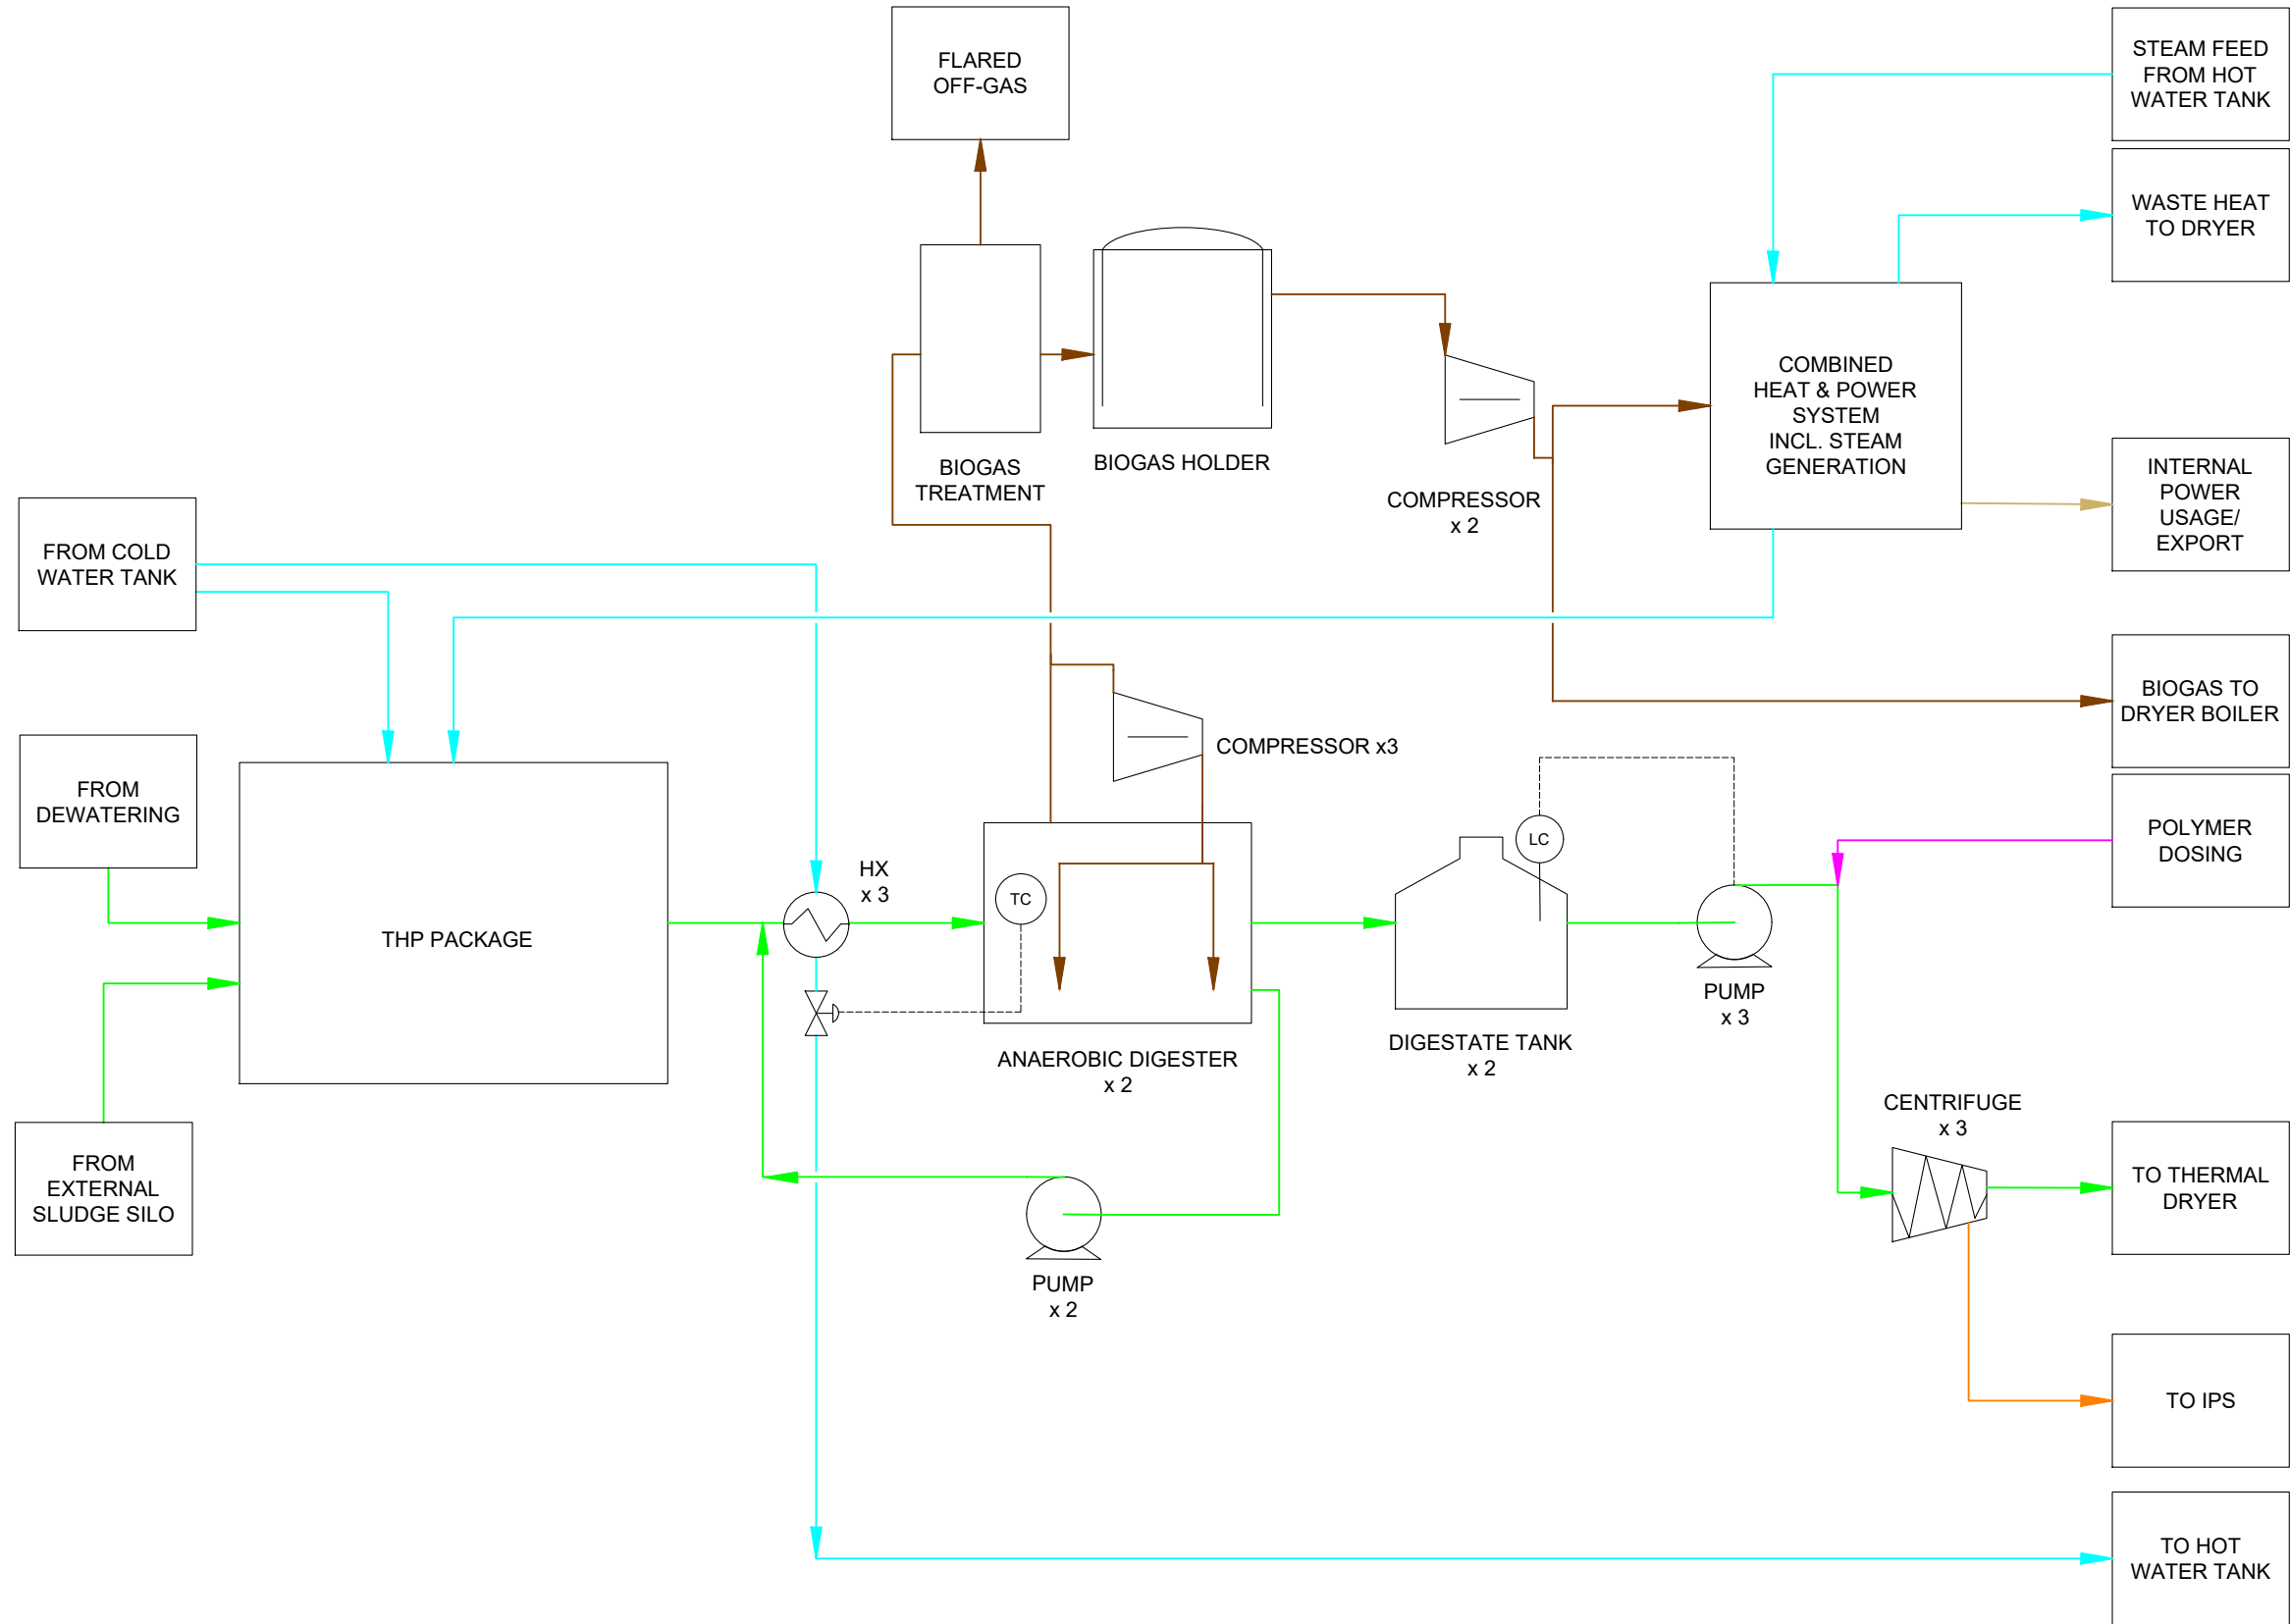 FLARED
OFF-GAS
STEAM FEED
FROM HOT
WATER TANK
WASTE HEAT
TO DRYER
BIOGAS
TREATMENT
BIOGAS HOLDER
COMPRESSOR
x 2
COMBINED
HEAT & POWER
SYSTEM
INCL. STEAM
GENERATION
INTERNAL
POWER
USAGE/
EXPORT
FROM COLD
WATER TANK
BIOGAS TO
DRYER BOILER
FROM
DEWATERING
COMPRESSOR x3
POLYMER
DOSING
THP PACKAGE
HX
x 3
TC
LC
ANAEROBIC DIGESTER
x 2
DIGESTATE TANK
x 2
PUMP
x 3
FROM
EXTERNAL
SLUDGE SILO
PUMP
x 2
CENTRIFUGE
x 3
TO THERMAL
DRYER
TO IPS
TO HOT
WATER TANK